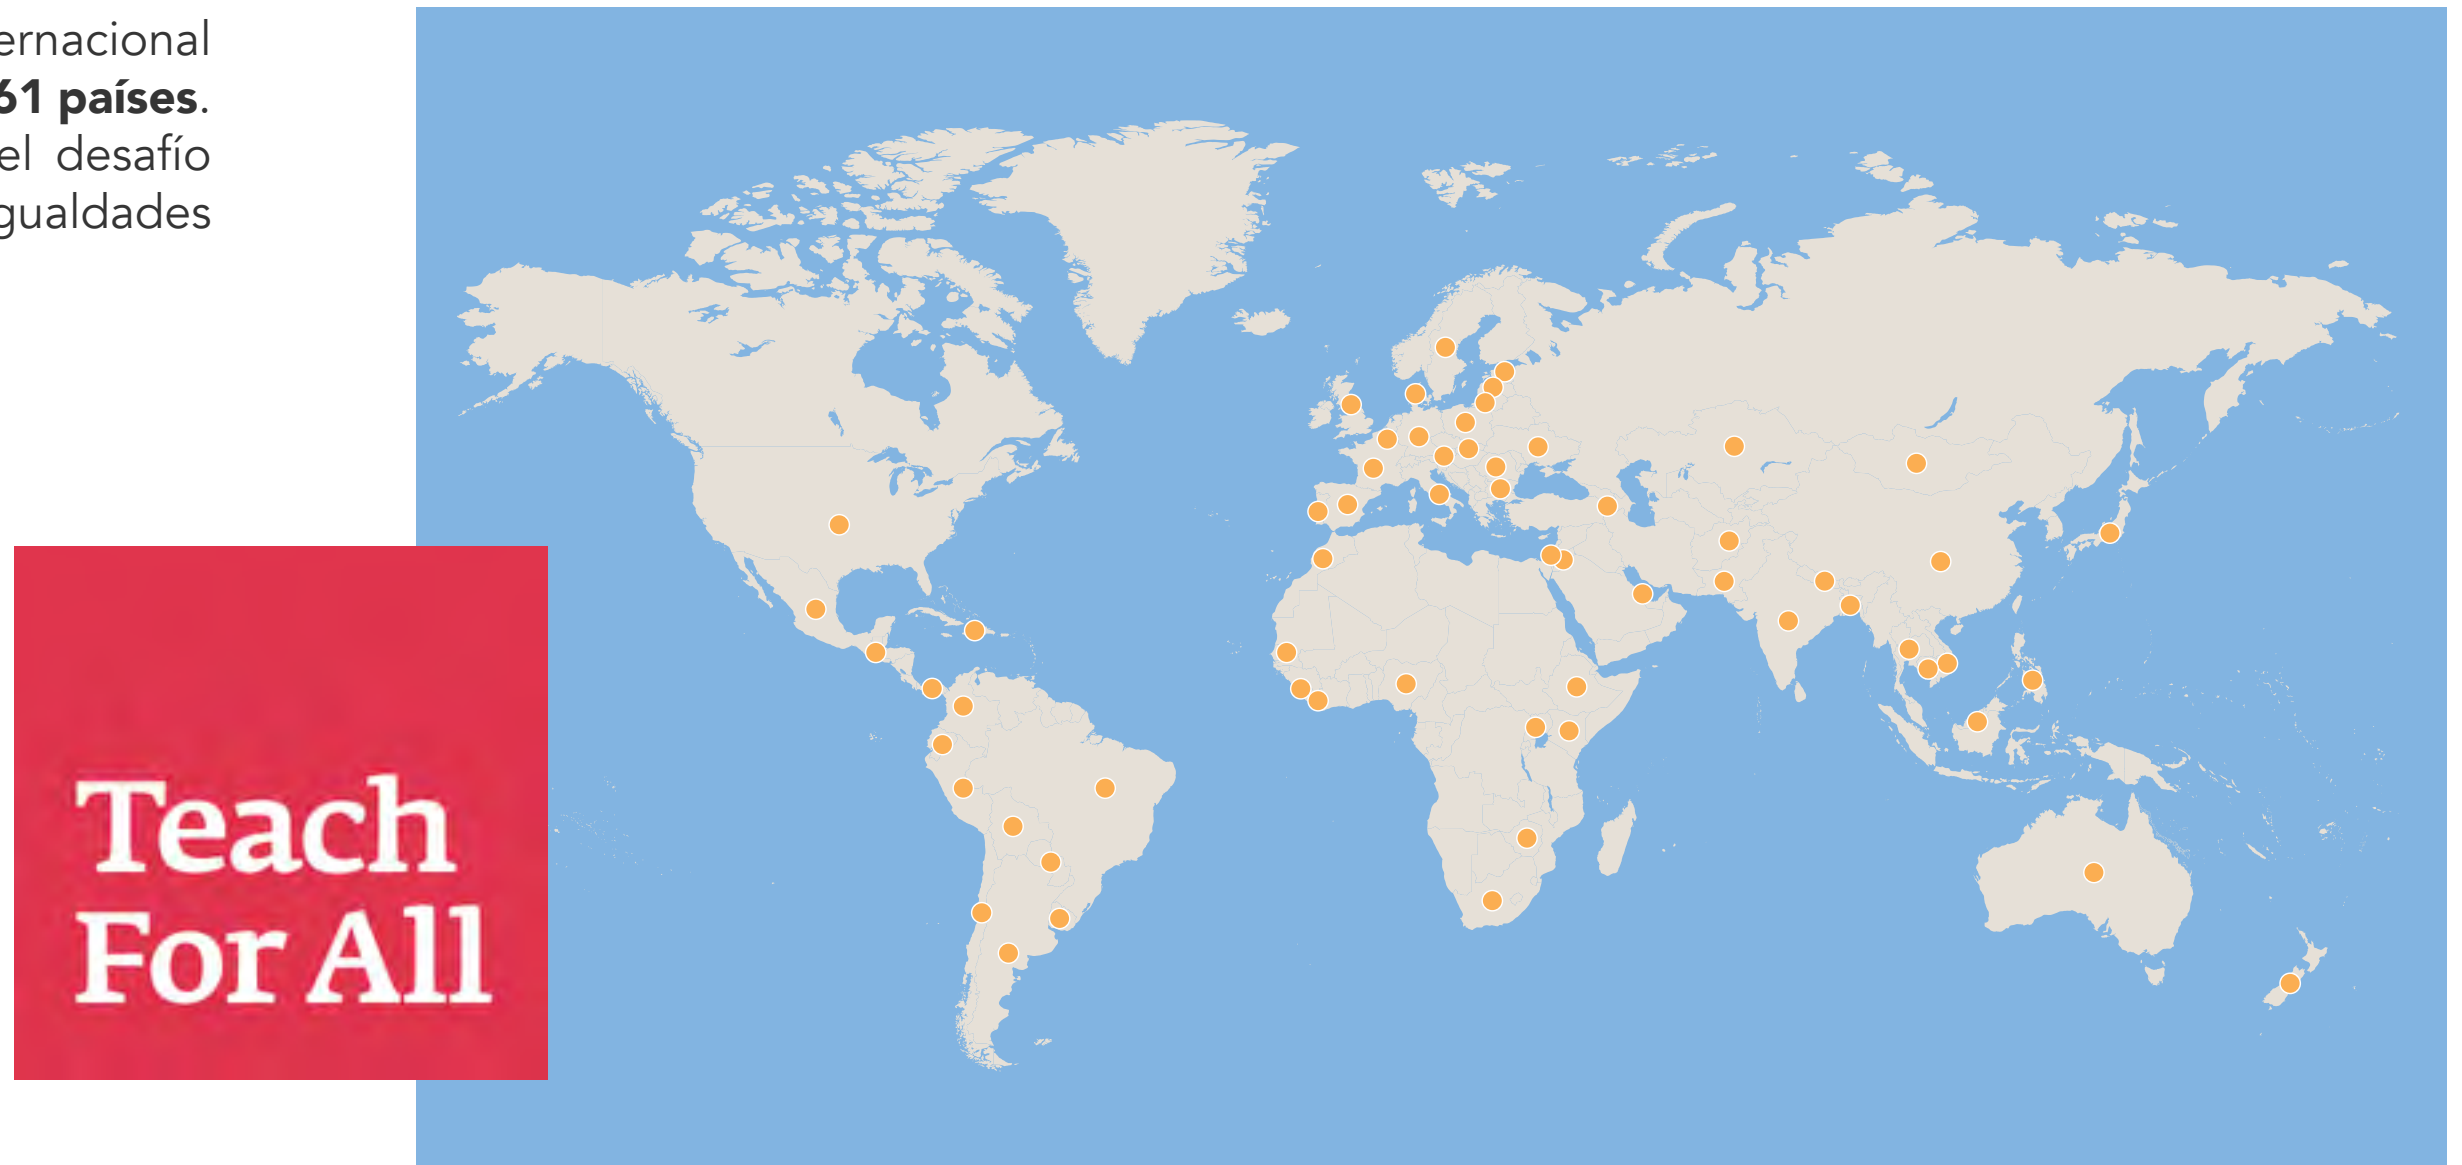 ernacional
61 países.
el desafío
gualdades
Teach
For All